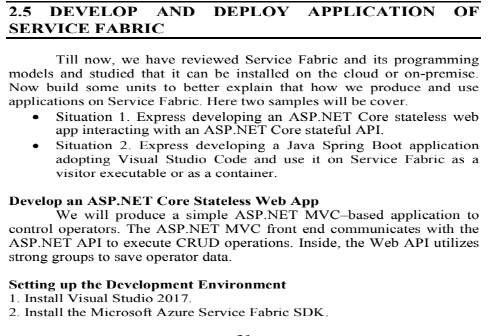 2.5 DEVELOP AND DEPLOY APPLICATION OF
SERVICE FABRIC
Till now, we have reviewed Service Fabric and its programming
models and studied that it can be installed on the cloud or on-premise.
Now build some units to better explain that how we produce and use
applications on Service Fabric. Here two samples will be cover.
• Situation 1. Express developing an ASP.NET Core stateless web
app interacting with an ASP.NET Core stateful API.
• Situation 2. Express developing a Java Spring Boot application
adopting Visual Studio Code and use it on Service Fabric as a
visitor executable or as a container.
Develop an ASP.NET Core Stateless Web App
We will produce a simple ASP.NET MVC–based application to
control operators. The ASP.NET MVC front end communicates with the
ASP.NET API to execute CRUD operations. Inside, the Web API utilizes
strong groups to save operator data.
Setting up the Development Environment
1. Install Visual Studio 2017.
2. Install the Microsoft Azure Service Fabric SDK.